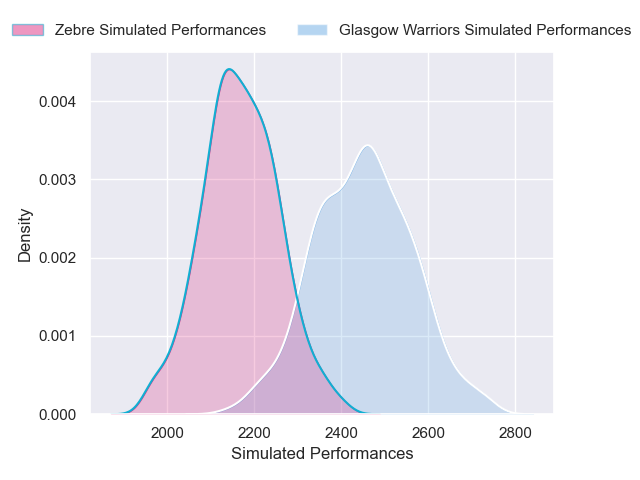 Zebre Simulated Performances
Glasgow Warriors Simulated Performances
0.004
0.003
0.002
0.001
0.000
Density
2000
2200
2400
2600
2800
Simulated Performances